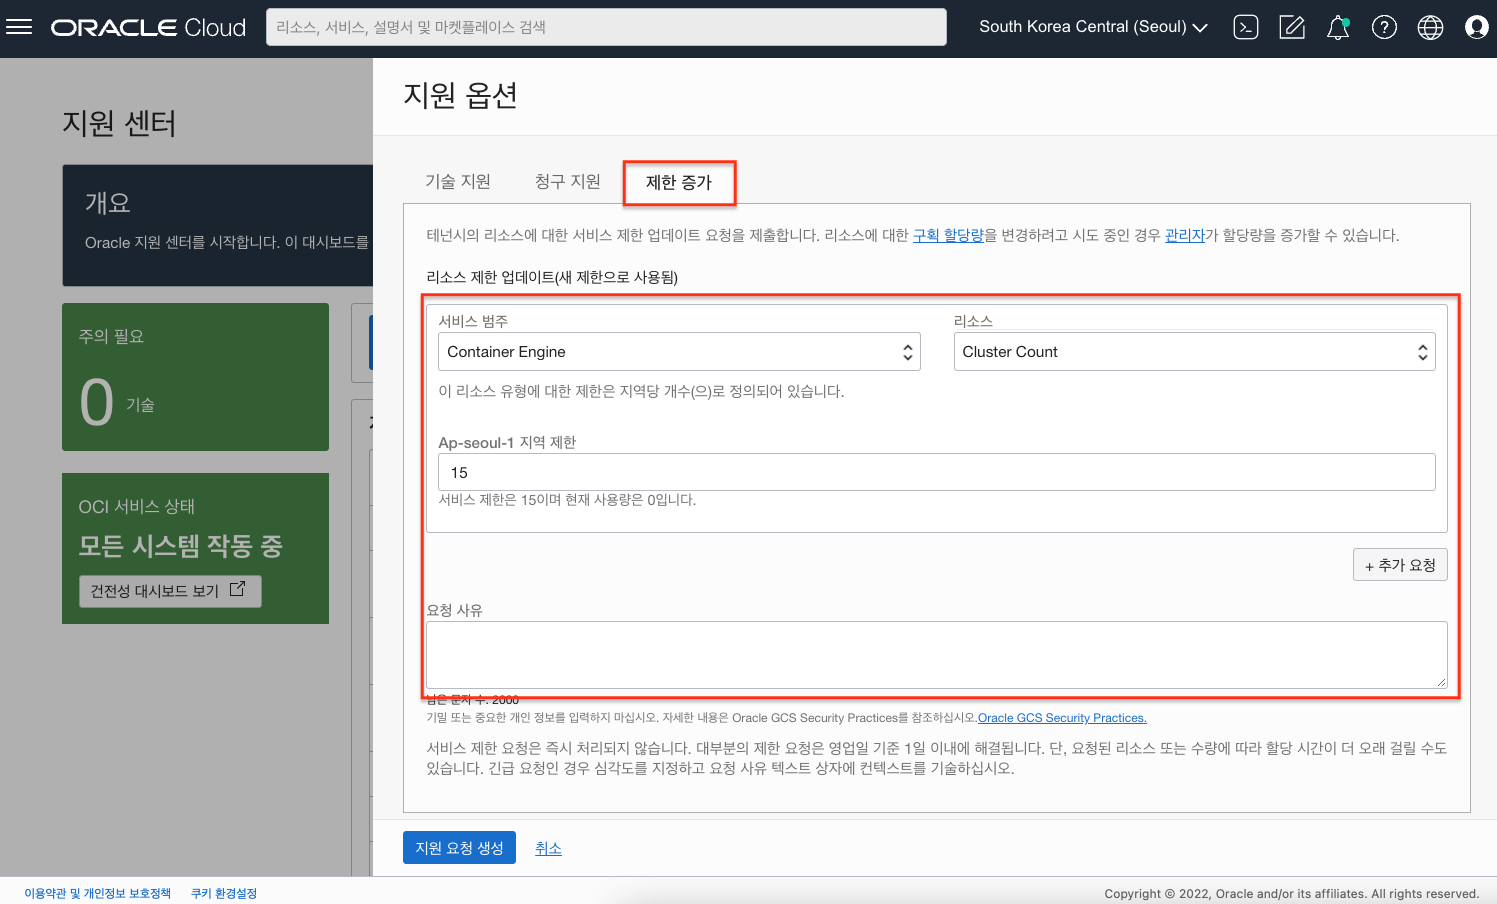 ORACLE Cloud
리소스, 서비스, 설명서 및 마켓플레이스 검색
South Korea Central (Seoul)
지원 센터
개요
Oracle 지원 센터를 시작합니다. 이 대시보드를
주의 필요
0 기술
OCI 서비스 상태
모든 시스템 작동 중
건전성 대시보드 보기
지원 옵션
기술 지원
청구 지원
제한 증가
테넌시의 리소스에 대한 서비스 제한 업데이트 요청을 제출합니다. 리소스에 대한 구획 할당량을 변경하려고 시도 중인 경우 관리자가 할당량을 증가할 수 있습니다.
리소스 제한 업데이트(새 제한으로 사용됨)
서비스 범주
Container Engine
리소스
Cluster Count
이 리소스 유형에 대한 제한은 지역당 개수(으)로 정의되어 있습니다.
Ap-seoul-1 지역 제한
15
서비스 제한은 15이며 현재 사용량은 0입니다.
+ 추가 요청
요청 사유
남은 문자 수: 2000
기밀 또는 중요한 개인 정보를 입력하지 마십시오. 자세한 내용은 Oracle GCS Security Practices를 참조하십시오.Oracle GCS Security Practices.
서비스 제한 요청은 즉시 처리되지 않습니다. 대부분의 제한 요청은 영업일 기준 1일 이내에 해결됩니다. 단, 요청된 리소스 또는 수량에 따라 할당 시간이 더 오래 걸릴 수도
있습니다. 긴급 요청인 경우 심각도를 지정하고 요청 사유 텍스트 상자에 컨텍스트를 기술하십시오.
지원 요청 생성
취소
이용약관 및 개인정보 보호정책
쿠키 환경설정
Copyright © 2022, Oracle and/or its affiliates. All rights reserved.